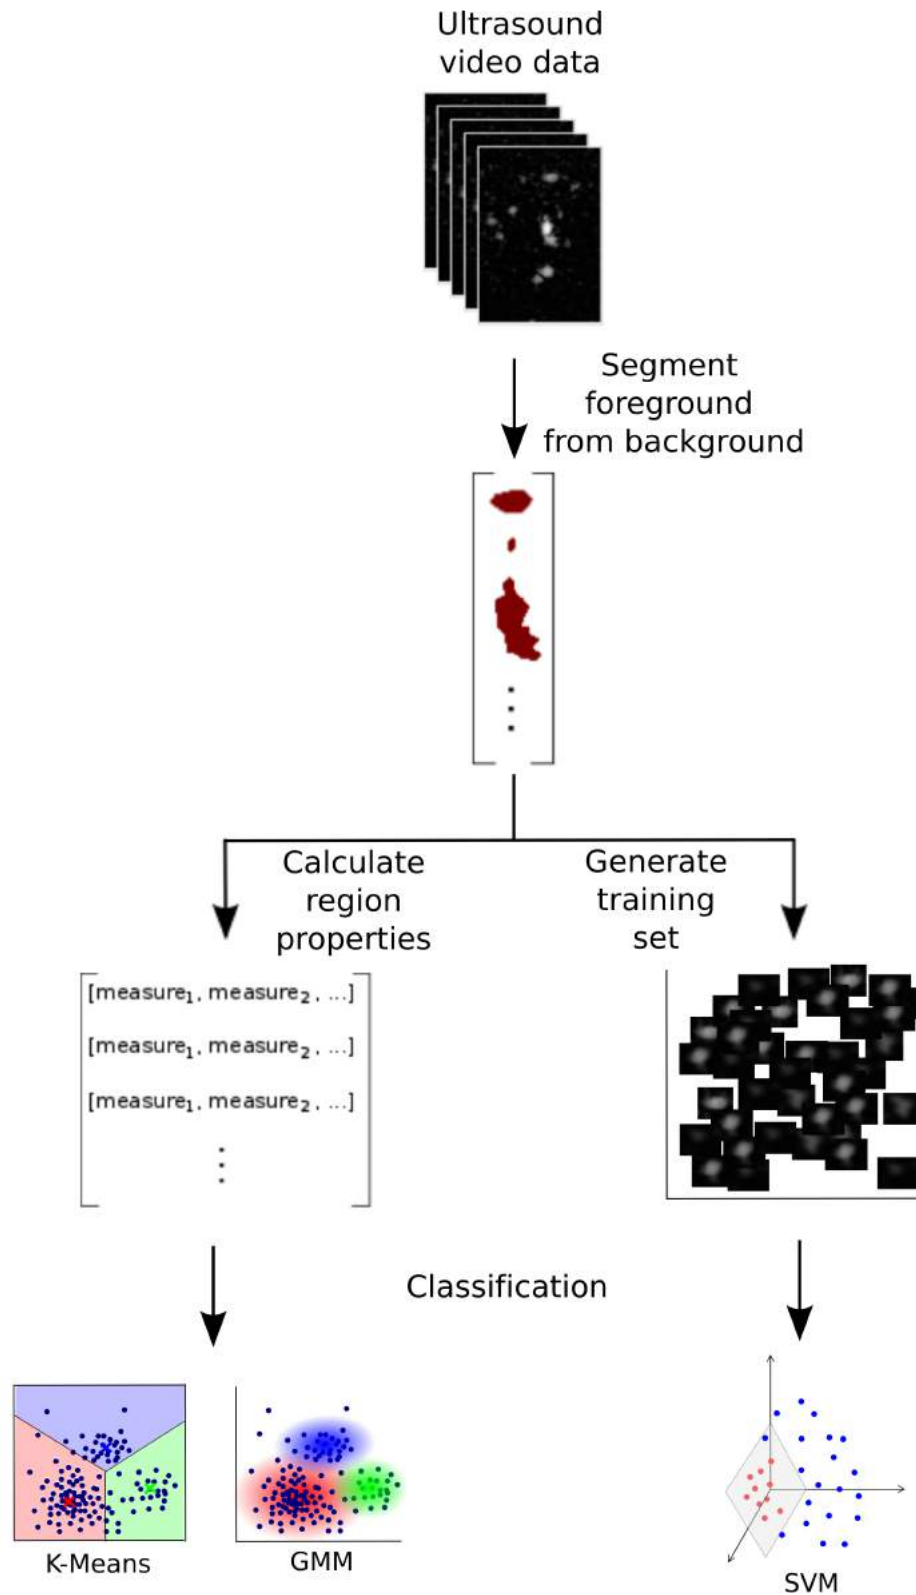 Ultrasound
video data
Segment
foreground
from background
Calculate
region
properties
Generate
training
set
[measure₁, measure₂, ...]
[measure₁, measure₂, ...]
[measure₁, measure₂, ...]
Classification
K-Means
GMM
SVM